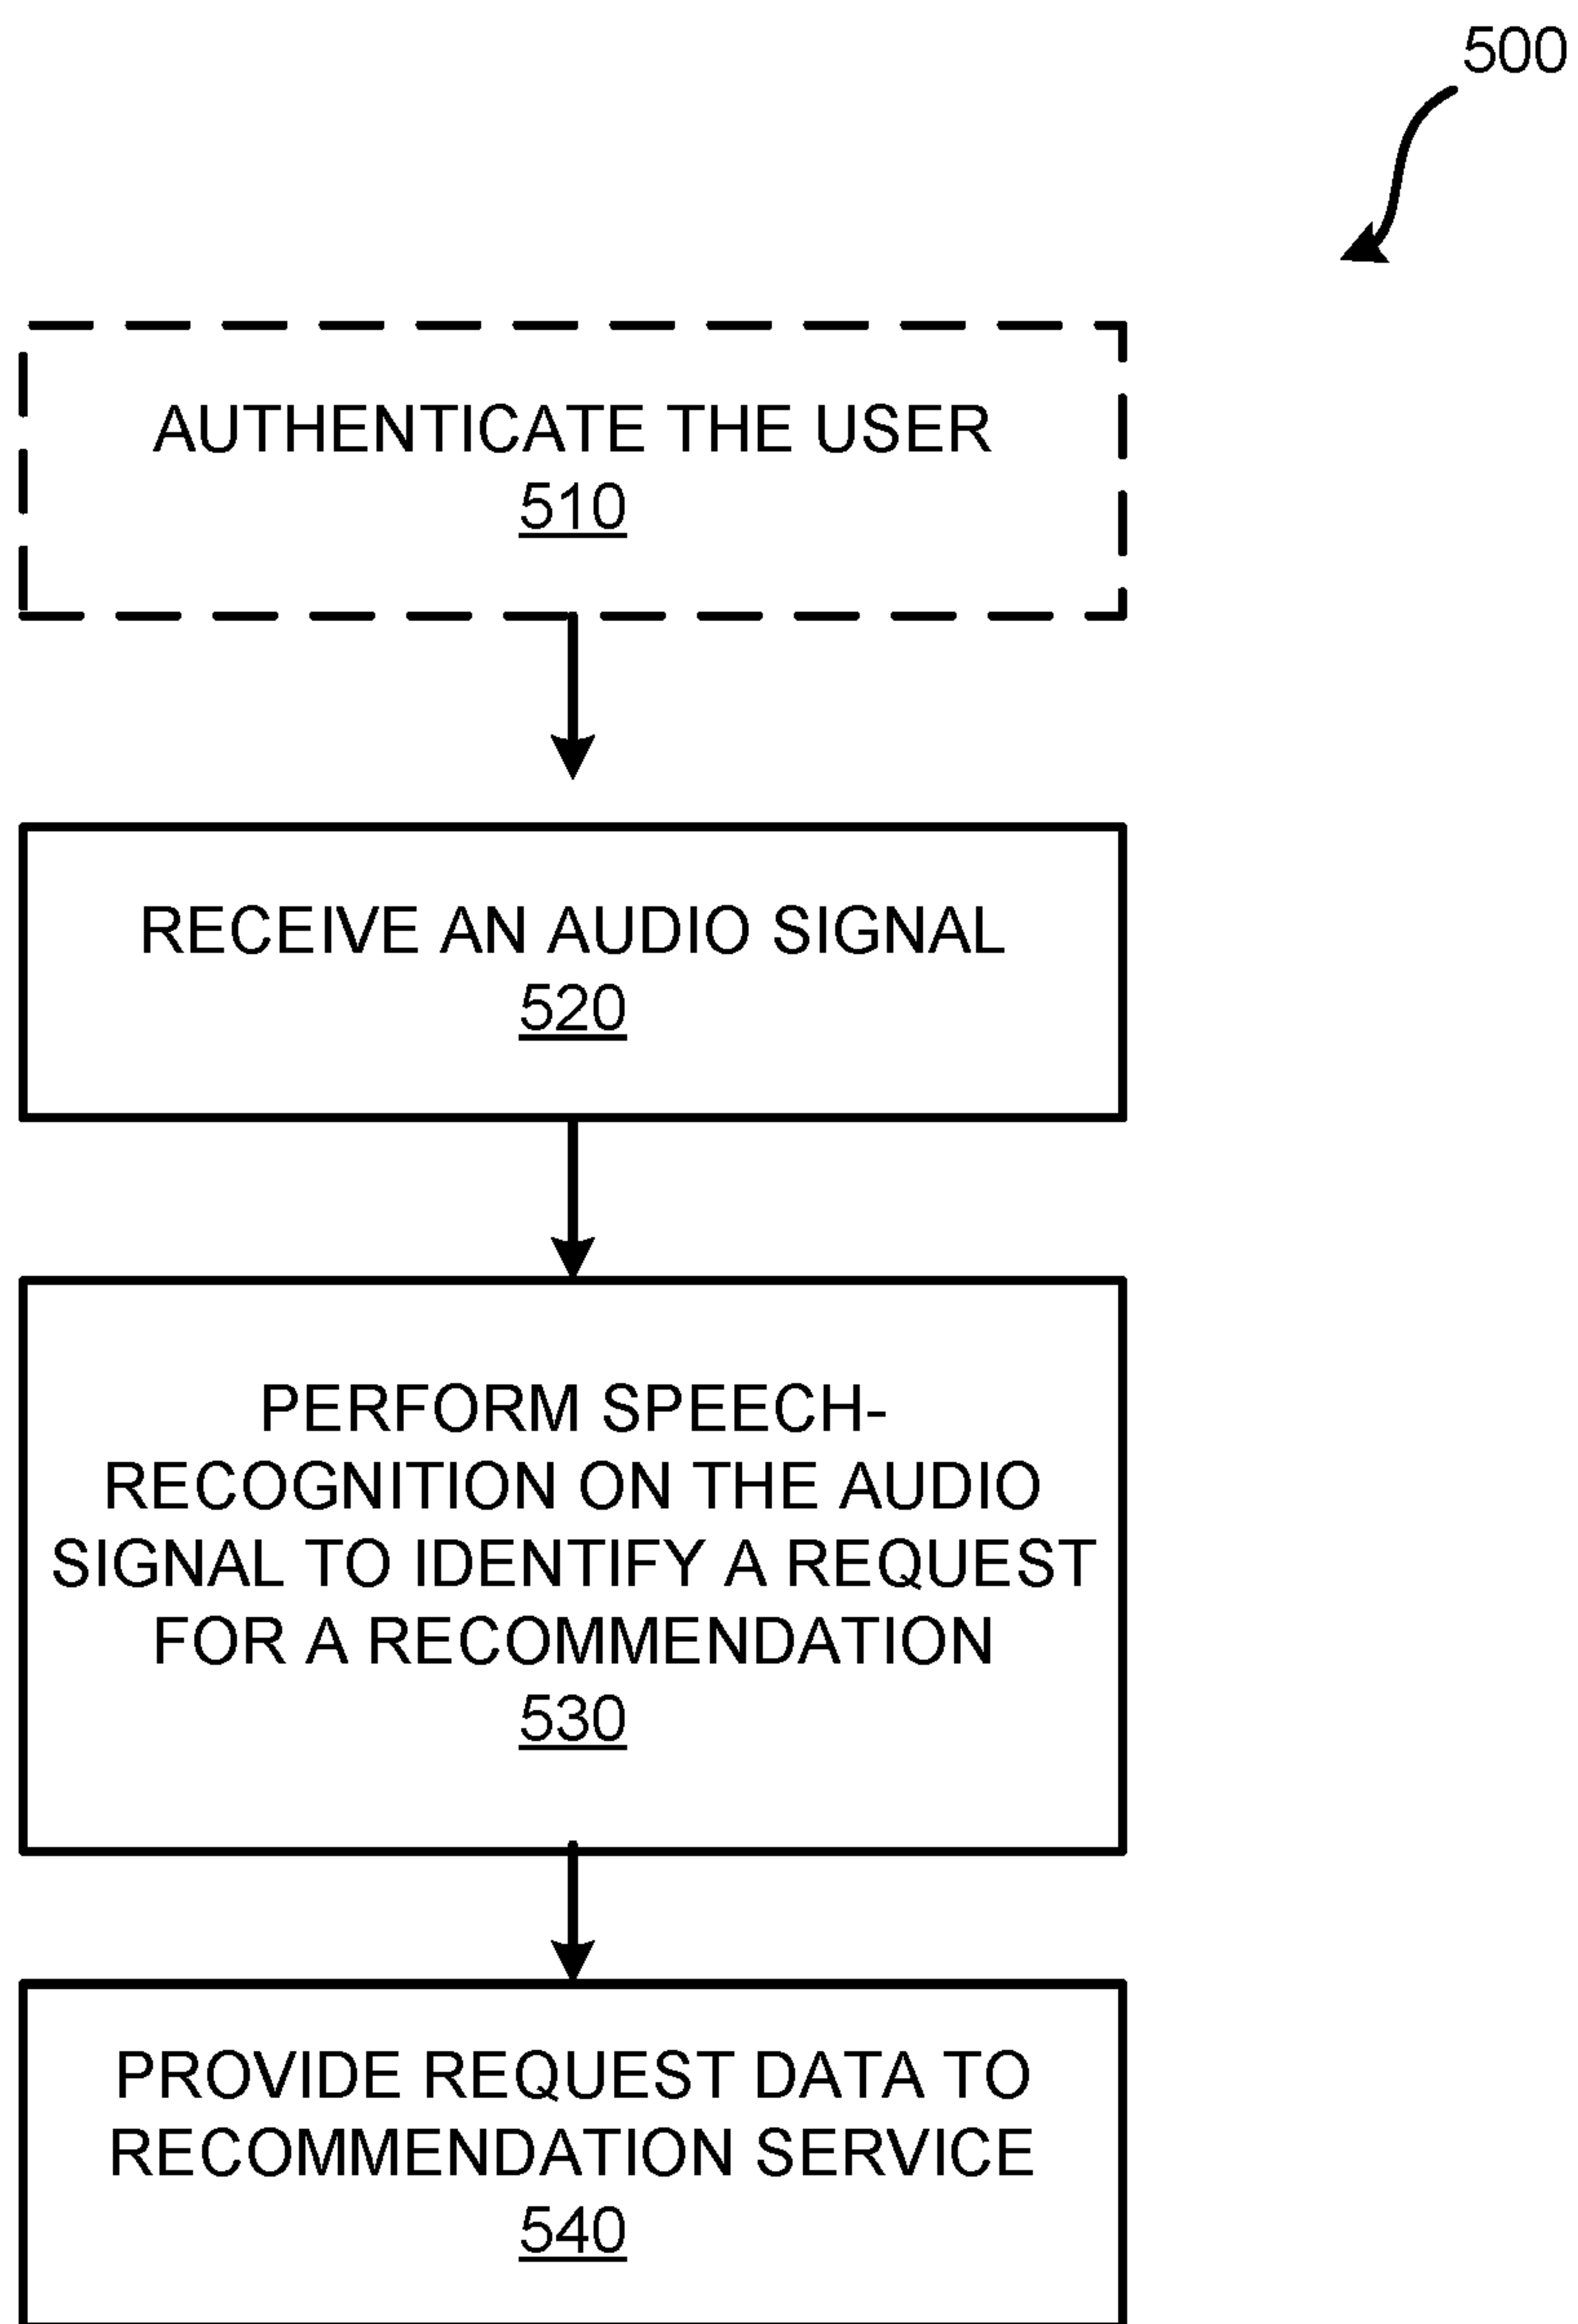 500
AUTHENTICATE THE USER
510
RECEIVE AN AUDIO SIGNAL
520
PERFORM SPEECH-
RECOGNITION ON THE AUDIO
SIGNAL TO IDENTIFY A REQUEST
FOR A RECOMMENDATION
530
PROVIDE REQUEST DATA TO
RECOMMENDATION SERVICE
540